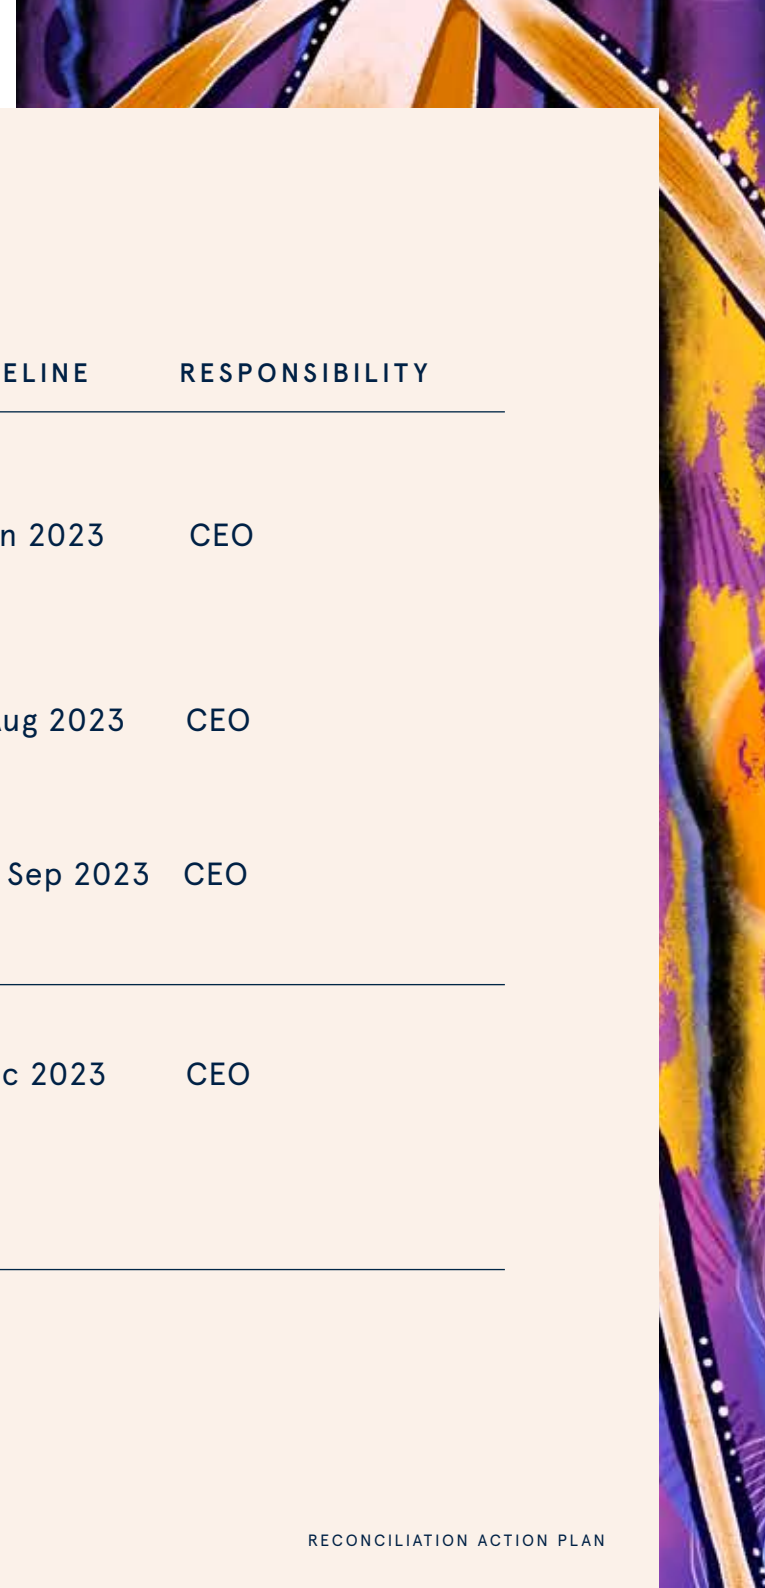 ELINE RESPONSIBILITY
n 2023 CEO
ug 2023 CEO
Sep 2023 CEO
c 2023 CEO
RECONCILIATION ACTION PLAN